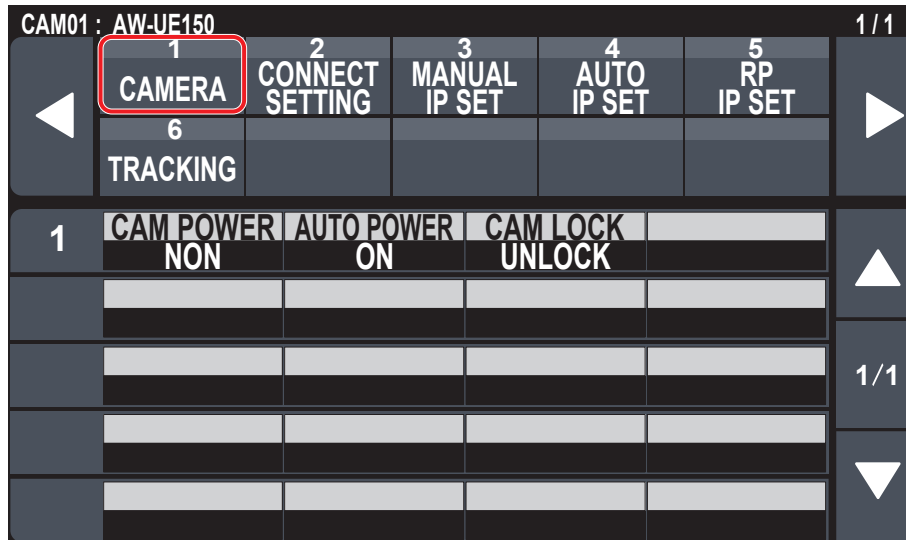 CAM01 : AW-UE150 1/1
1 2 3 4 5
CAMERA CONNECT SETTING MANUAL IP SET AUTO IP SET RP IP SET
6
TRACKING
1 CAM POWER AUTO POWER CAM LOCK
NON ON UNLOCK
1/1